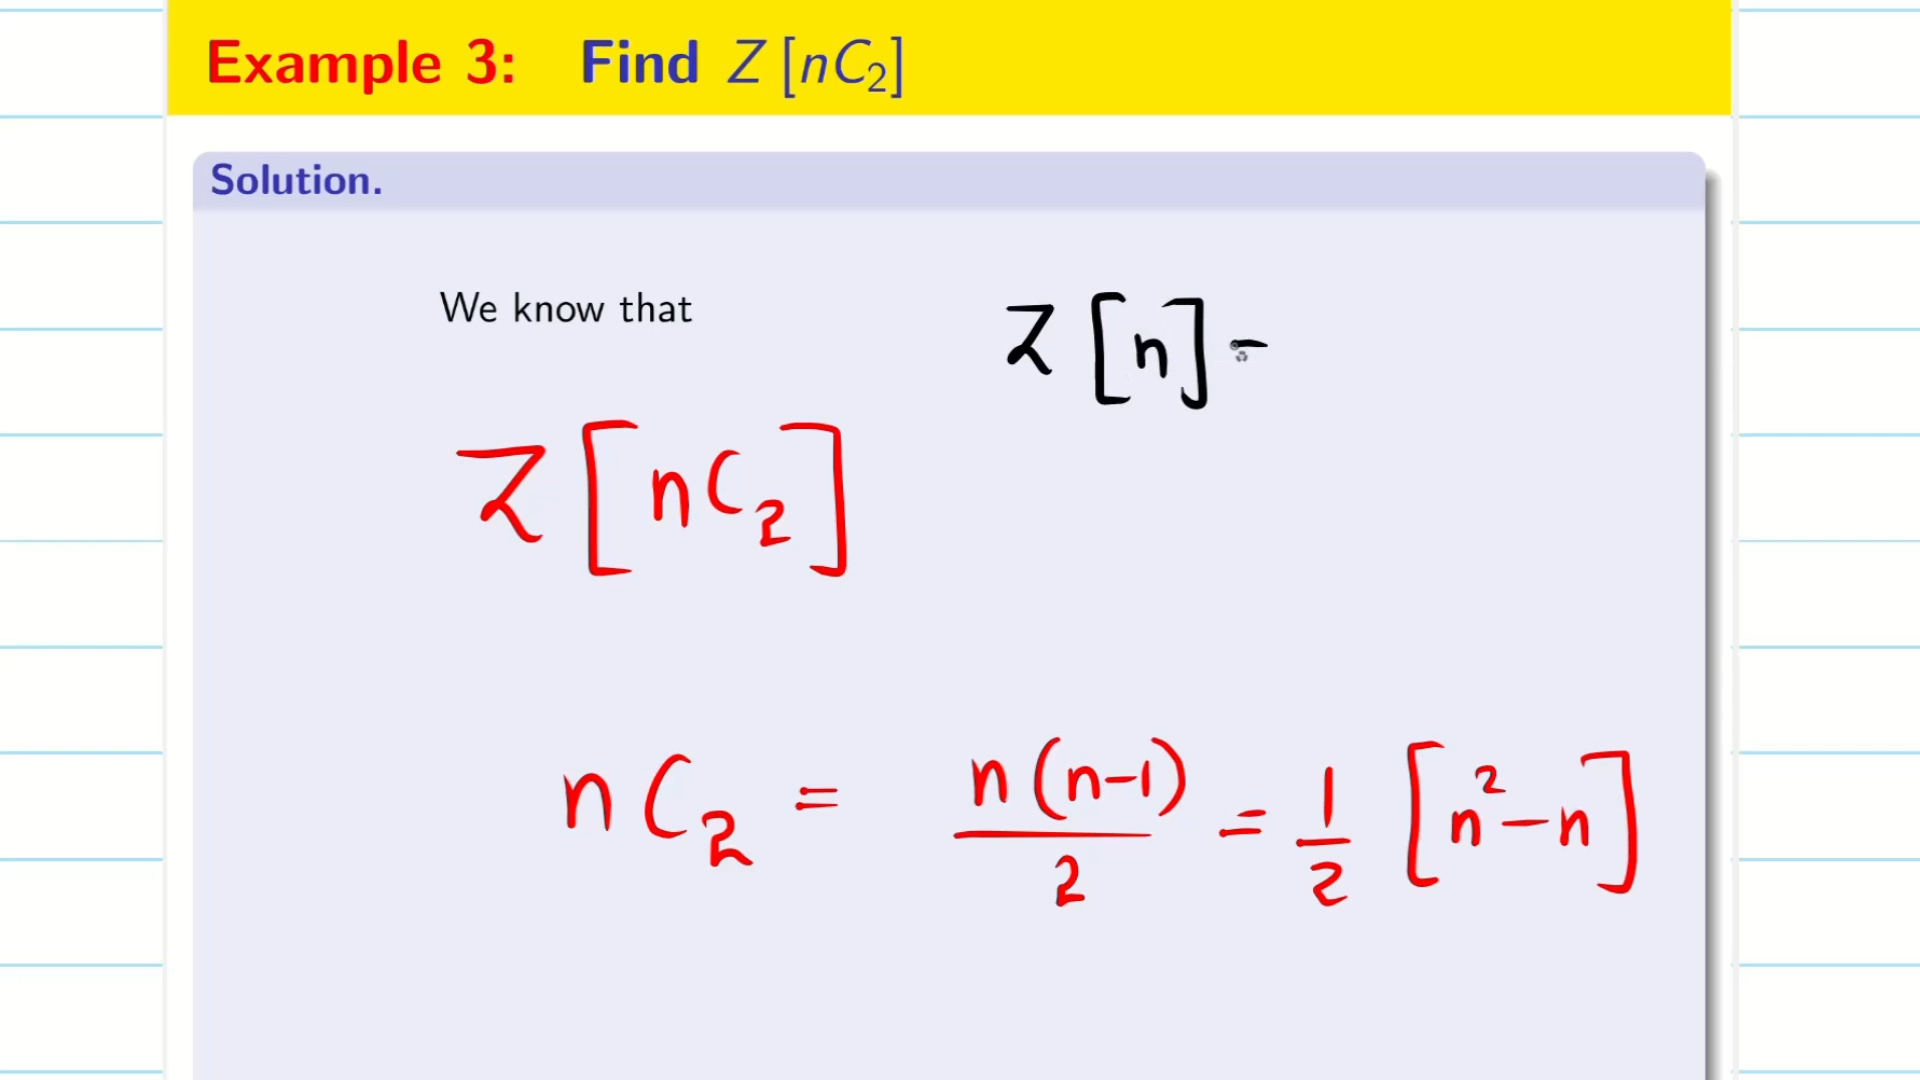 Example 3: Find Z [nC₂]
Solution.
We know that Z [n] =
Z [nC₂]
nC₂ = n(n-1)/2 = 1/2 [n² - n]